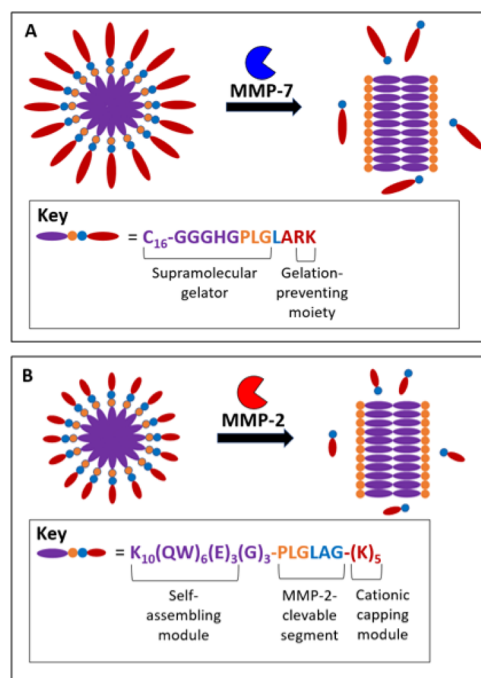 A
MMP-7
Key
= C₁₆-GGGHGPLGLARK
Supramolecular gelator
Gelation-preventing moiety
B
MMP-2
Key
= K₁₀(QW)₆(E)₃(G)₃-PLGLAG-(K)₅
Self-assembling module
MMP-2-clevable segment
Cationic capping module